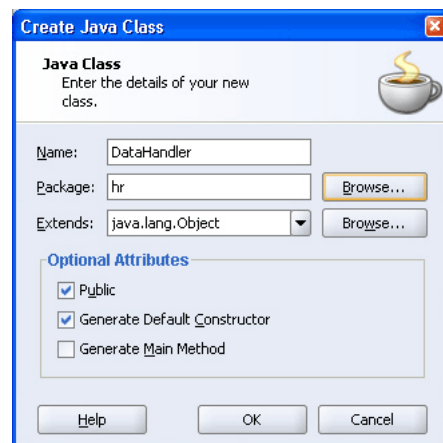 Create Java Class
Java Class
Enter the details of your new
class.
Name: DataHandler
Package: hr Browse...
Extends: java.lang.Object Browse...
Optional Attributes
Public
Generate Default Constructor
Generate Main Method
Help OK Cancel